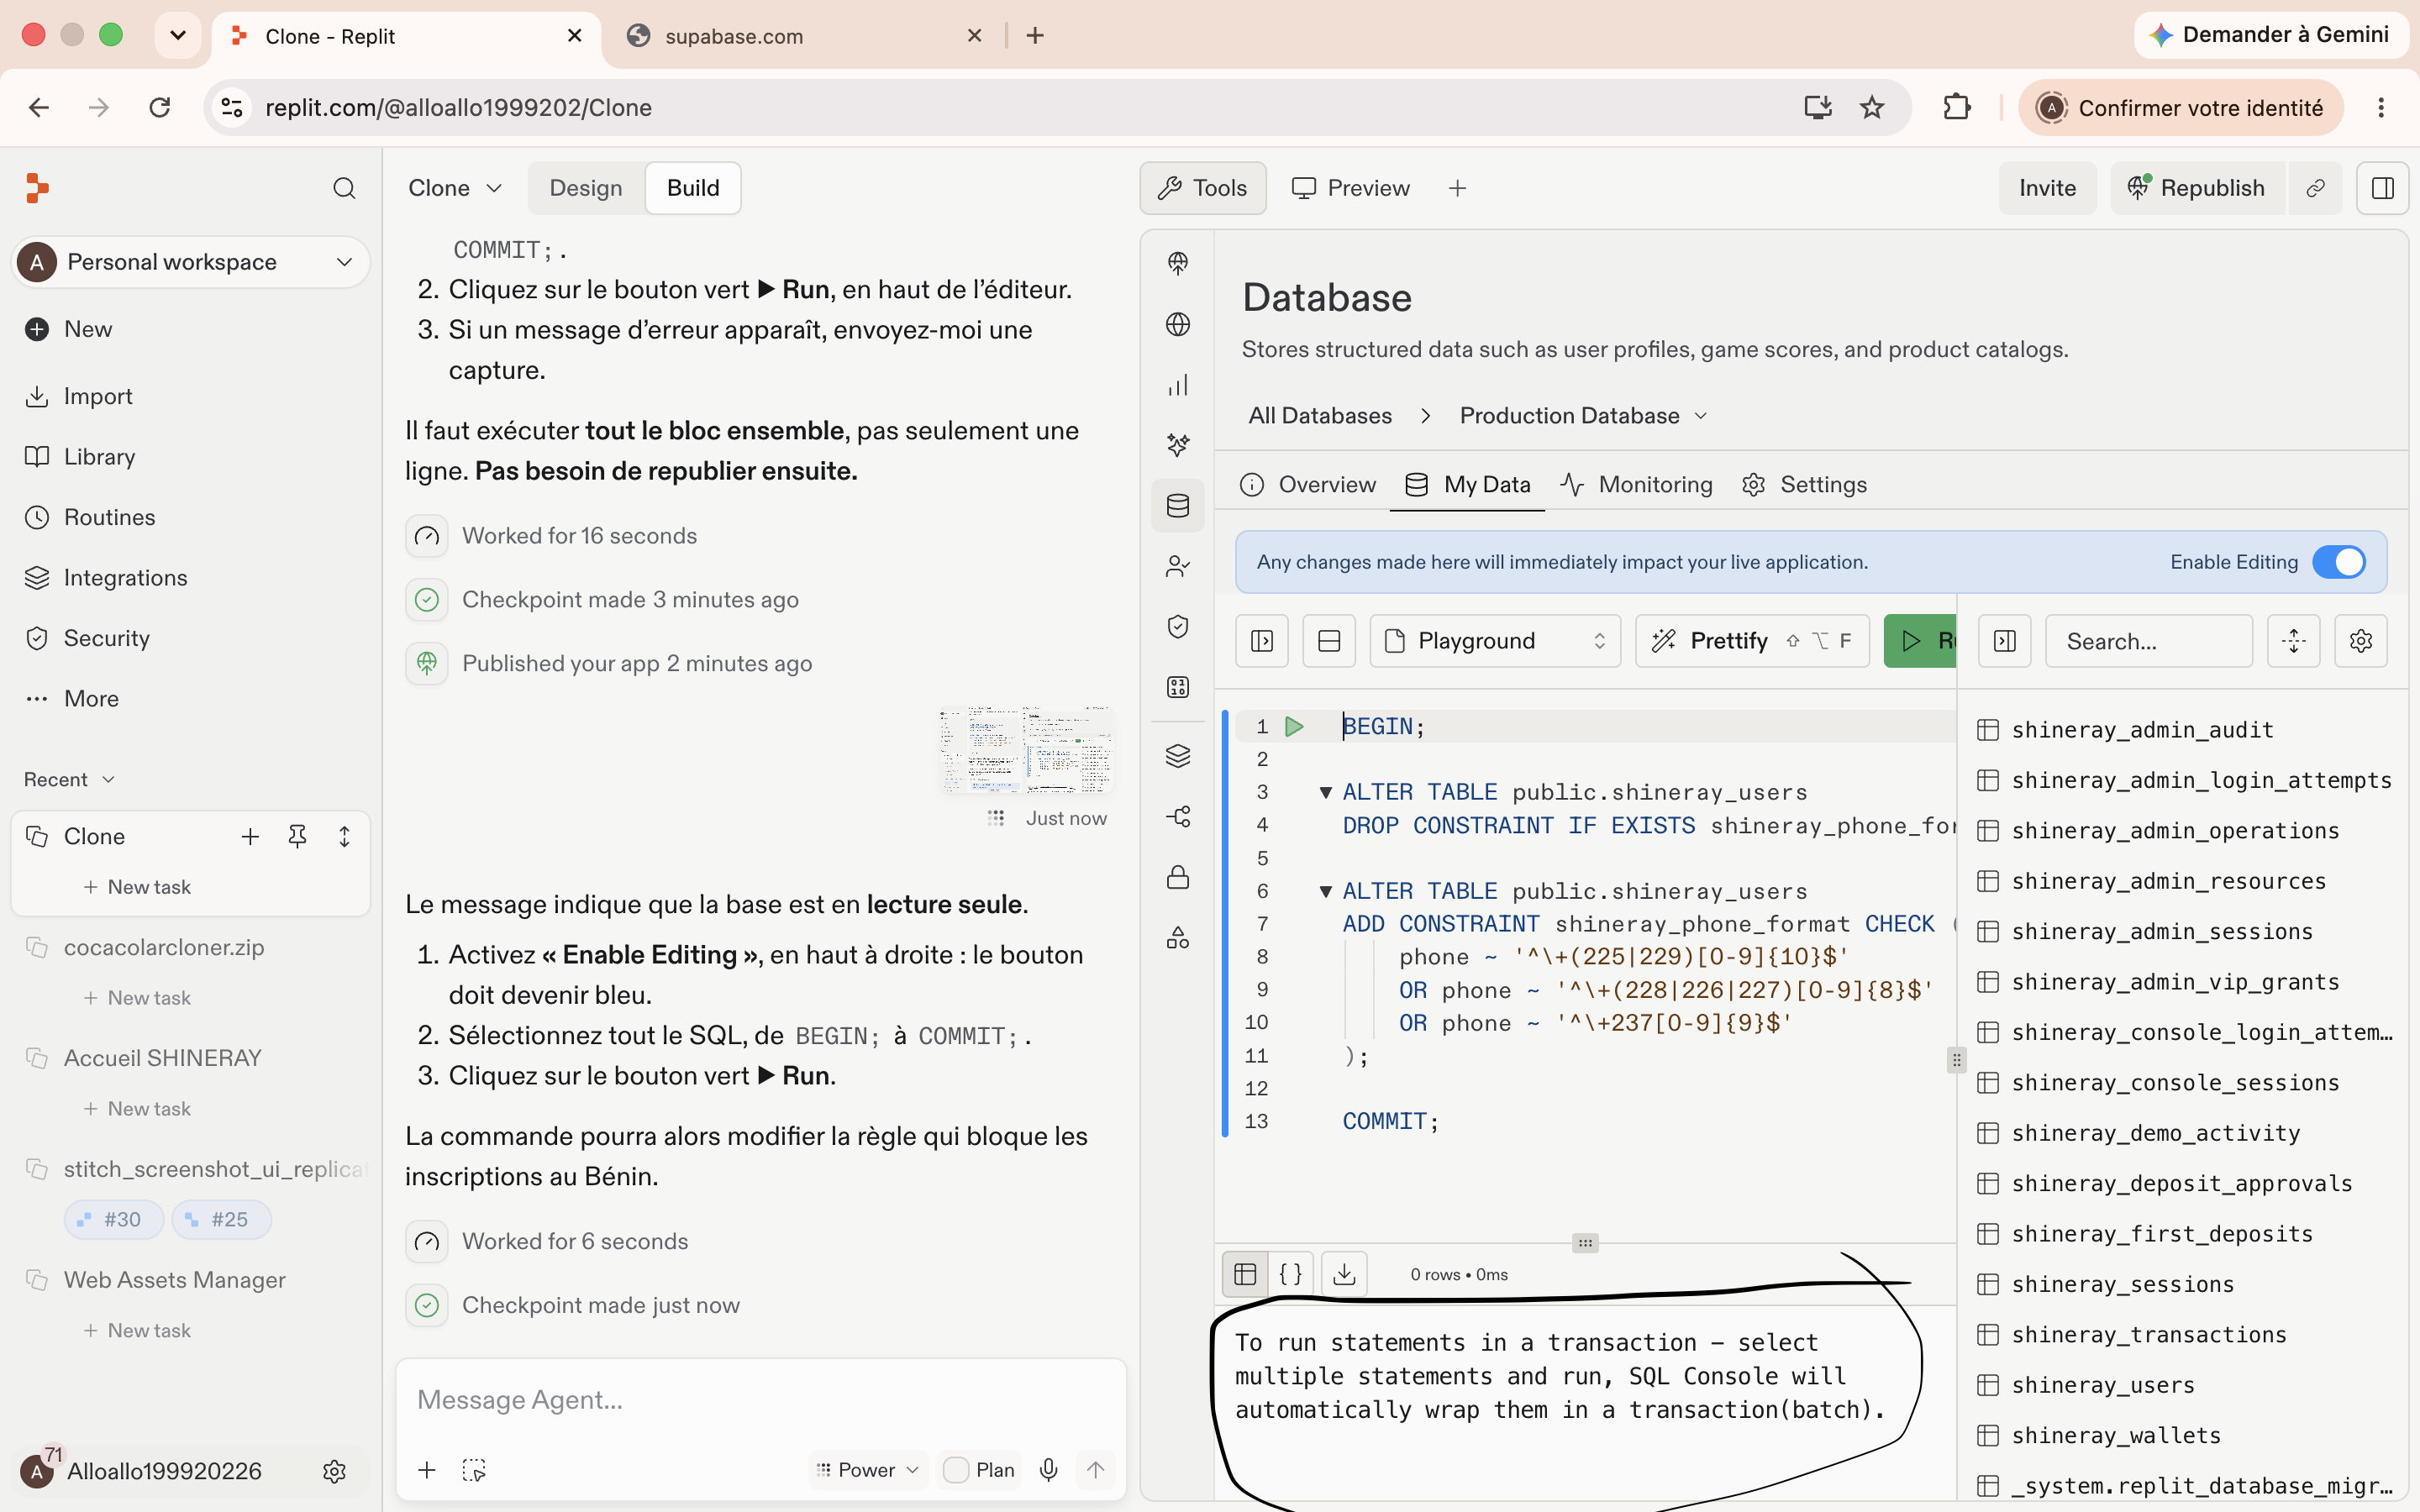 Clone - Replit
supabase.com
Demander à Gemini
replit.com/@alloallo1999202/Clone
A
Confirmer votre identité
Clone
Design
Build
Tools
Preview
Invite
Republish
A
Personal workspace
New
Import
Library
Routines
Integrations
Security
More
Recent
Clone
New task
cocacolarcloner.zip
New task
Accueil SHINERAY
New task
stitch_screenshot_ui_replica
#30
#25
Web Assets Manager
New task
A
71
Alloallo199920226
COMMIT;.
2. Cliquez sur le bouton vert ▶ Run, en haut de l’éditeur.
3. Si un message d’erreur apparaît, envoyez-moi une
capture.
Il faut exécuter tout le bloc ensemble, pas seulement une
ligne. Pas besoin de republier ensuite.
Worked for 16 seconds
Checkpoint made 3 minutes ago
Published your app 2 minutes ago
Just now
Le message indique que la base est en lecture seule.
1. Activez « Enable Editing », en haut à droite : le bouton
doit devenir bleu.
2. Sélectionnez tout le SQL, de BEGIN; à COMMIT;.
3. Cliquez sur le bouton vert ▶ Run.
La commande pourra alors modifier la règle qui bloque les
inscriptions au Bénin.
Worked for 6 seconds
Checkpoint made just now
Message Agent...
Power
Plan
Database
Stores structured data such as user profiles, game scores, and product catalogs.
All Databases
Production Database
Overview
My Data
Monitoring
Settings
Any changes made here will immediately impact your live application.
Enable Editing
Playground
Prettify ⇧ ⌥ F
Search...
1 BEGIN;
2
3 ALTER TABLE public.shineray_users
4 DROP CONSTRAINT IF EXISTS shineray_phone_for
5
6 ALTER TABLE public.shineray_users
7 ADD CONSTRAINT shineray_phone_format CHECK (
8 phone ~ '^\+(225|229)[0-9]{10}$'
9 OR phone ~ '^\+(228|226|227)[0-9]{8}$'
10 OR phone ~ '^\+237[0-9]{9}$'
11 );
12
13 COMMIT;
0 rows • 0ms
To run statements in a transaction – select
multiple statements and run, SQL Console will
automatically wrap them in a transaction(batch).
shineray_admin_audit
shineray_admin_login_attempts
shineray_admin_operations
shineray_admin_resources
shineray_admin_sessions
shineray_admin_vip_grants
shineray_console_login_attem…
shineray_console_sessions
shineray_demo_activity
shineray_deposit_approvals
shineray_first_deposits
shineray_sessions
shineray_transactions
shineray_users
shineray_wallets
_system.replit_database_migr…